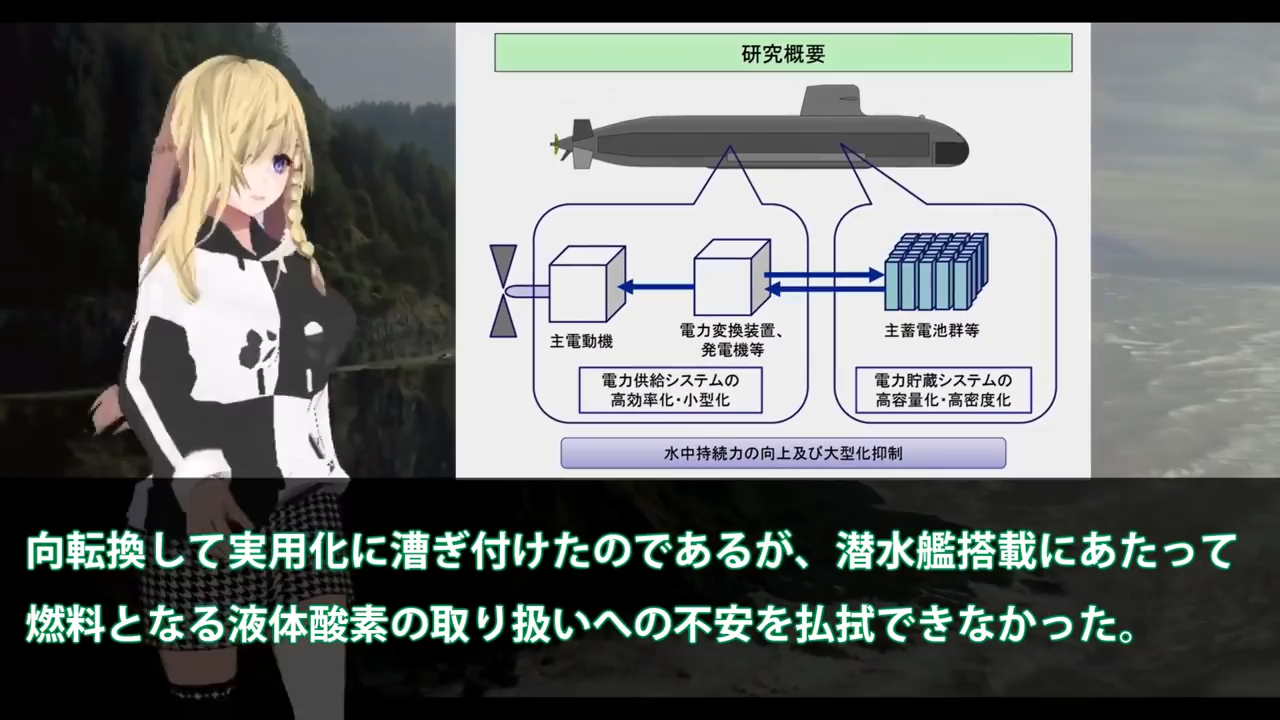 研究概要
主電動機
電力変換装置、
発電機等
主蓄電池群等
電力供給システムの
高効率化・小型化
電力貯蔵システムの
高容量化・高密度化
水中持続力の向上及び大型化抑制
向転換して実用化に漕ぎ付けたのであるが、潜水艦搭載にあたって
燃料となる液体酸素の取り扱いへの不安を払拭できなかった。